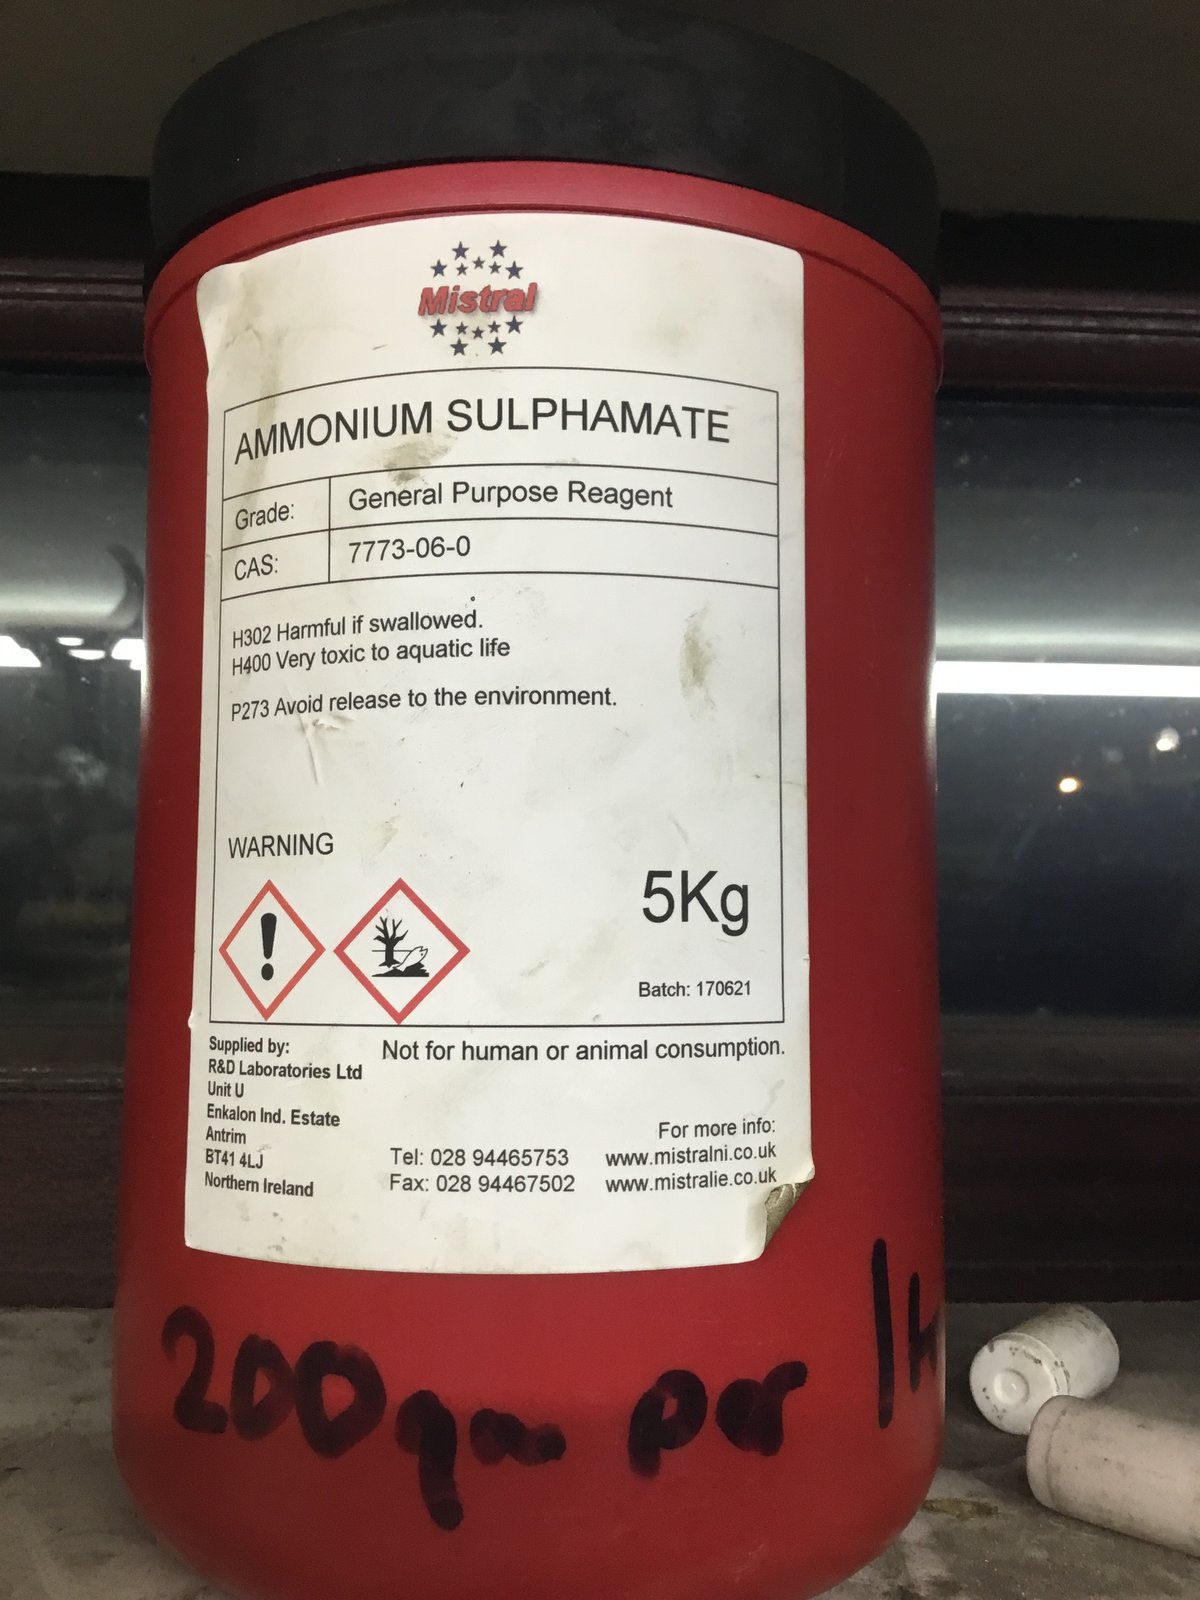 Mistral
AMMONIUM SULPHAMATE
Grade: General Purpose Reagent
CAS: 7773-06-0
H302 Harmful if swallowed.
H400 Very toxic to aquatic life
P273 Avoid release to the environment.
WARNING
5Kg
Batch: 170621
Supplied by:
R&D Laboratories Ltd
Unit U
Enkalon Ind. Estate
Antrim
BT41 4LJ
Northern Ireland
Not for human or animal consumption.
Tel: 028 94465753
Fax: 028 94467502
For more info:
www.mistralni.co.uk
www.mistralie.co.uk
200gm per